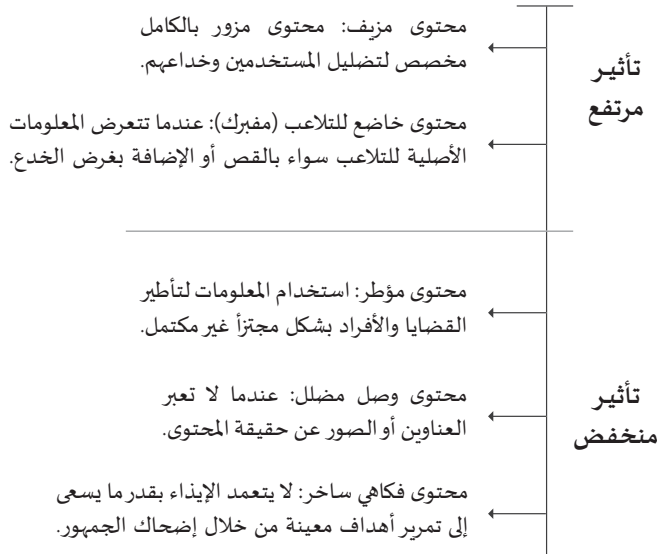 تأثير
مرتفع
محتوى مزيف: محتوى مزور بالكامل
مخصص لتضليل المستخدمين وخداعهم.
محتوى خاضع للتلاعب (مفبرك): عندما تتعرض المعلومات
الأصلية للتلاعب سواء بالقص أو الإضافة بغرض الخدع.
تأثير
منخفض
محتوى مؤطر: استخدام المعلومات لتأطير
القضايا والأفراد بشكل مجتزأ غير مكتمل.
محتوى وصل مضلل: عندما لا تعبر
العناوين أو الصور عن حقيقة المحتوى.
محتوى فكاهي ساخر: لا يتعمد الإيذاء بقدر ما يسعى
إلى تمرير أهداف معينة من خلال إضحاك الجمهور.